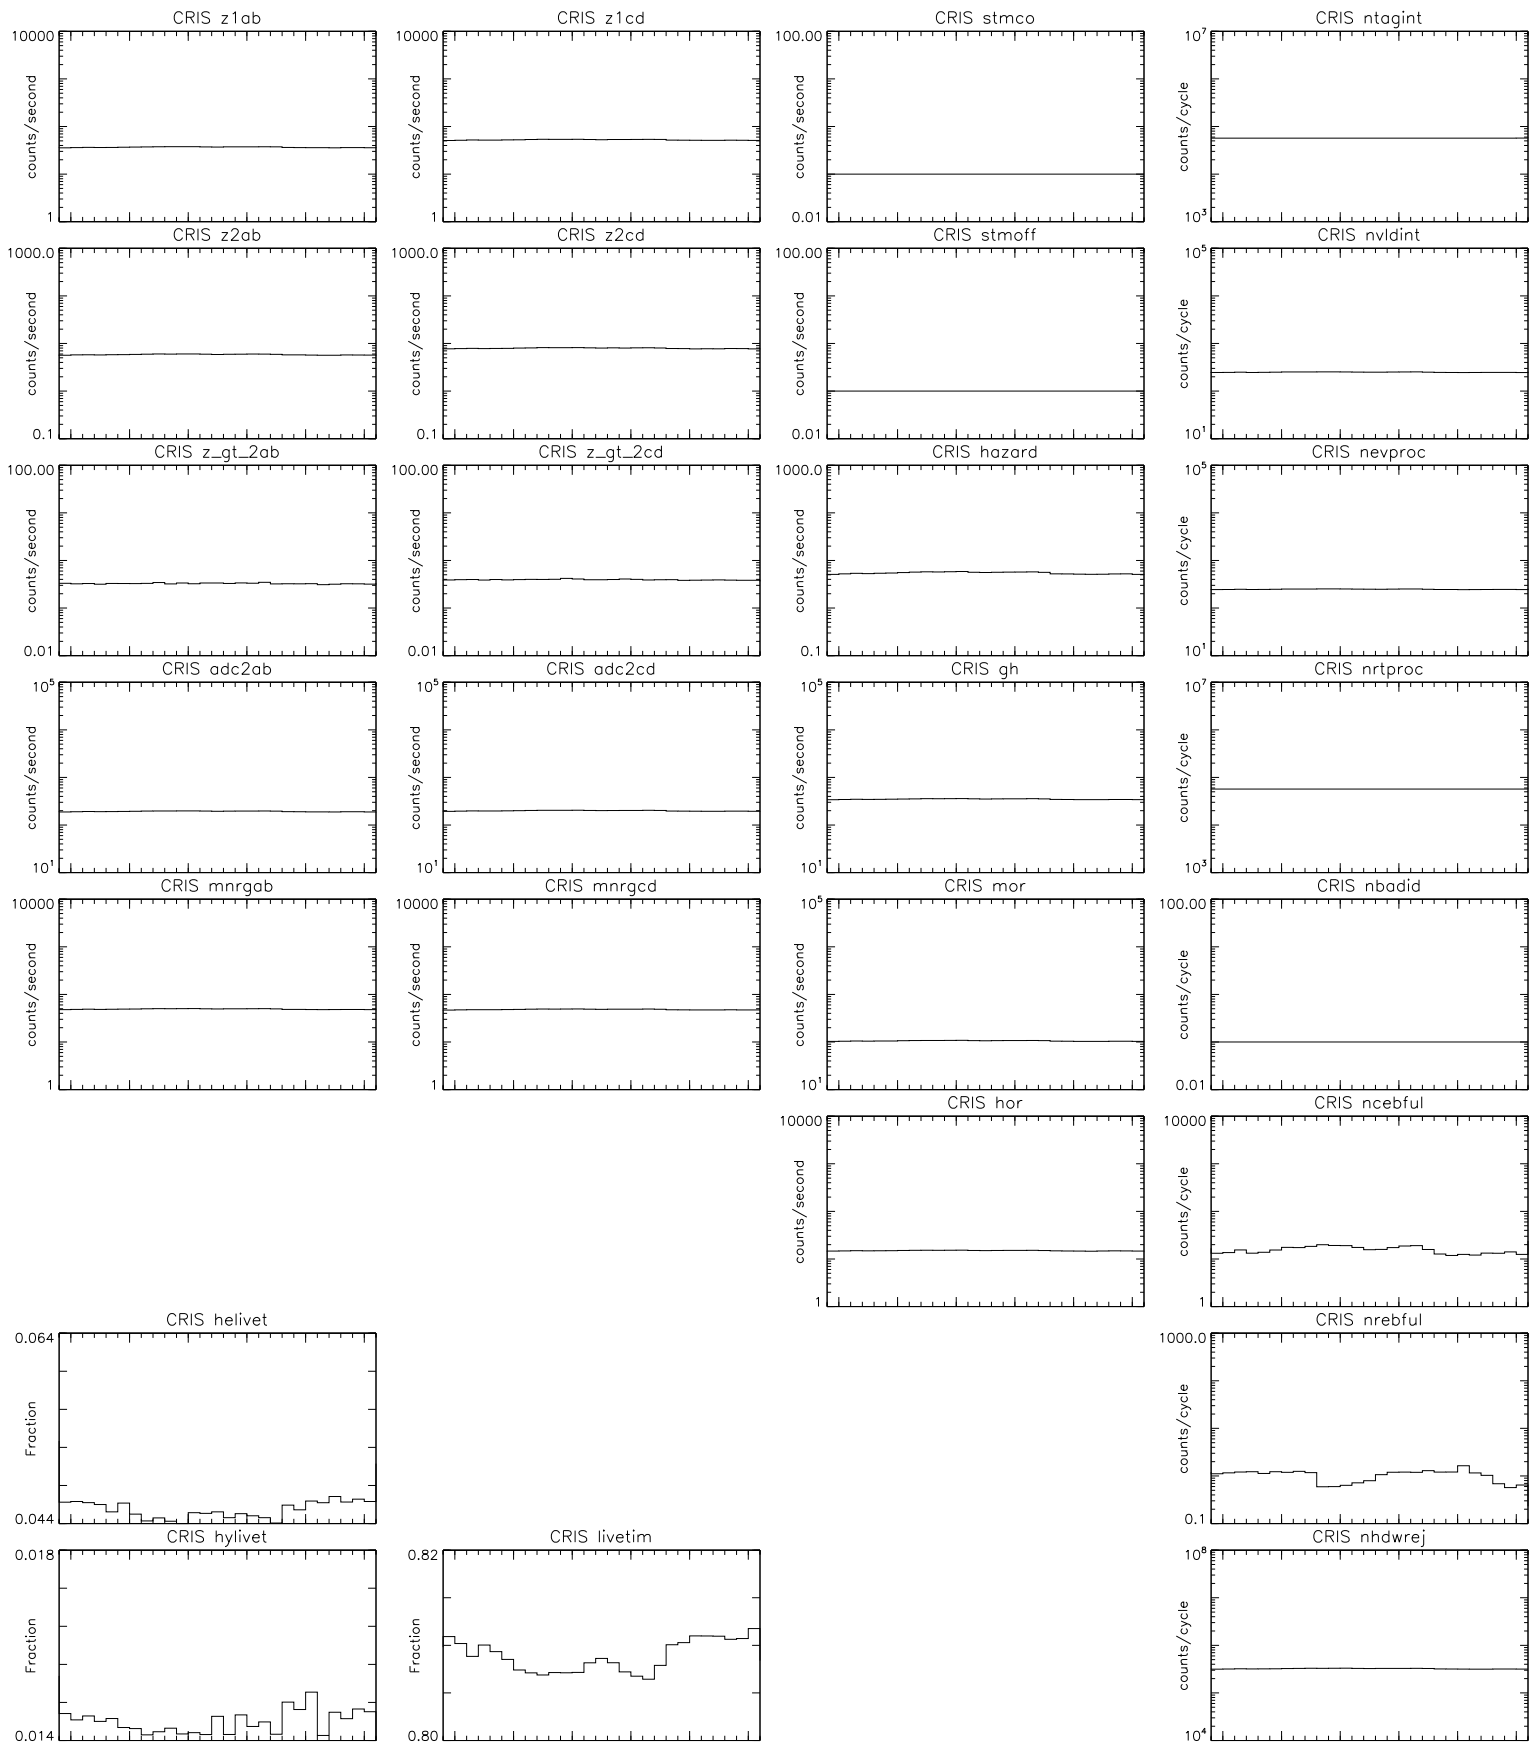 CRIS z1ab
CRIS z1cd
CRIS stmco
CRIS ntagint
10000
counts/second
1
10000
counts/second
1
100.00
counts/second
0.01
10^7
counts/cycle
10^3
CRIS z2ab
CRIS z2cd
CRIS stmoff
CRIS nvldint
1000.0
counts/second
0.1
1000.0
counts/second
0.1
100.00
counts/second
0.01
10^5
counts/cycle
10^1
CRIS z_gt_2ab
CRIS z_gt_2cd
CRIS hazard
CRIS nevproc
100.00
counts/second
0.01
100.00
counts/second
0.01
1000.0
counts/second
0.1
10^5
counts/cycle
10^1
CRIS adc2ab
CRIS adc2cd
CRIS gh
CRIS nrtproc
10^5
counts/second
10^1
10^5
counts/second
10^1
10^5
counts/second
10^1
10^7
counts/cycle
10^3
CRIS mnrgab
CRIS mnrgcd
CRIS mor
CRIS nbadid
10000
counts/second
1
10000
counts/second
1
10^5
counts/second
10^1
100.00
counts/cycle
0.01
CRIS hor
CRIS ncebful
10000
counts/second
1
10000
counts/cycle
1
CRIS helivet
CRIS nrebful
0.064
Fraction
0.044
1000.0
counts/cycle
0.1
CRIS hylivet
CRIS livetim
CRIS nhdwrej
0.018
Fraction
0.014
0.82
Fraction
0.80
10^8
counts/cycle
10^4